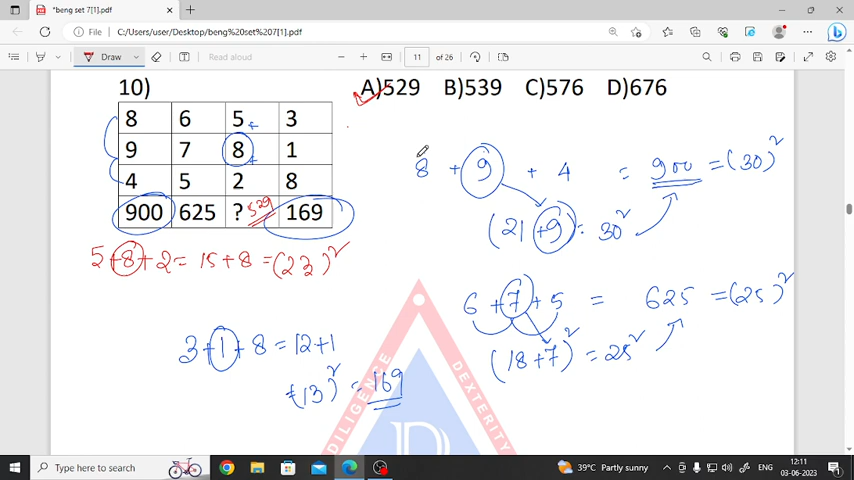 *beng set 7[1].pdf
File
C:/Users/user/Desktop/beng%20set%207[1].pdf
Draw
Read aloud
11
of 26
10)
A)529 B)539 C)576 D)676
8 6 5 3
9 7 8 1
4 5 2 8
900 625 ? 529 169
8 + 9 + 4 = 900 = (30)²
(21 + 9) = 30²
5 + 8 + 2 = 15 + 8 = (23)²
6 + 7 + 5 = 625 = (25)²
(18 + 7)² = 25²
3 + 1 + 8 = 12 + 1
= (13)² = 169
DILIGENCE
DEXTERITY
D
Type here to search
39°C Partly sunny
ENG
12:11
03-06-2023